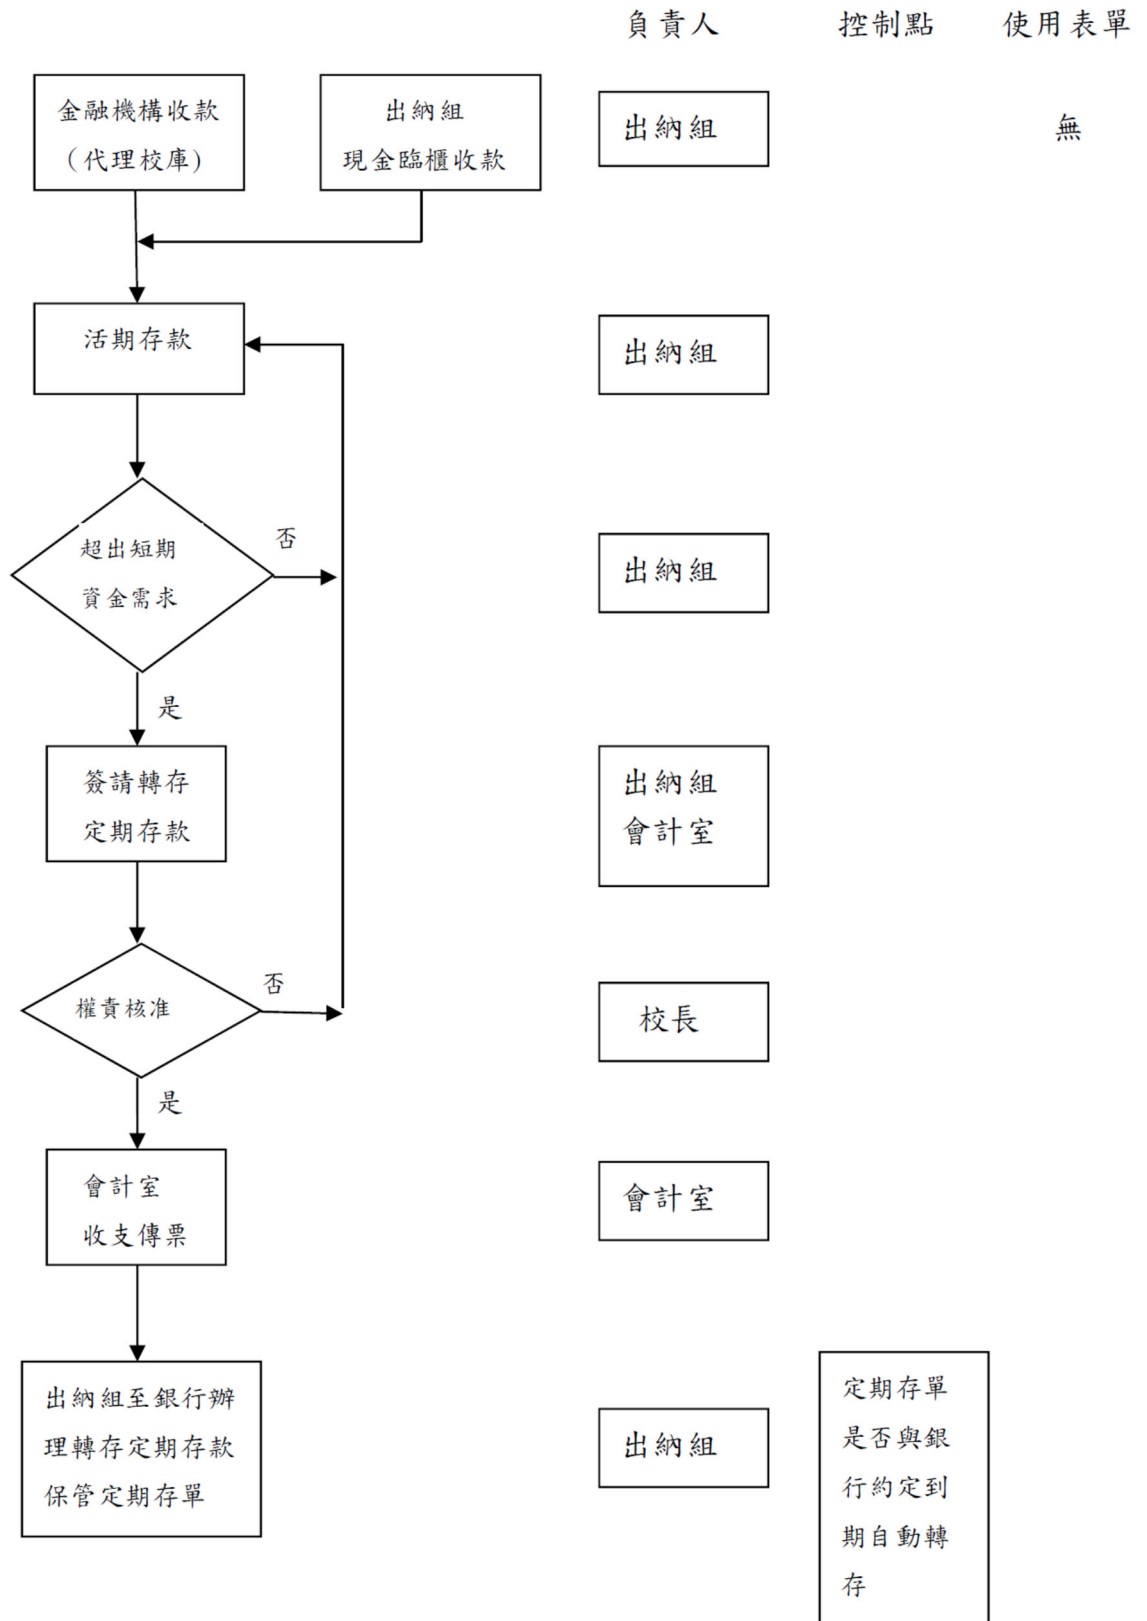 負責人 控制點 使用表單
金融機構收款
(代理校庫)
出納組
現金臨櫃收款
出納組
無
活期存款
出納組
超出短期
資金需求
否
出納組
是
簽請轉存
定期存款
出納組
會計室
權責核准
否
校長
是
會計室
收支傳票
會計室
出納組至銀行辦
理轉存定期存款
保管定期存單
出納組
定期存單
是否與銀
行約定到
期自動轉
存